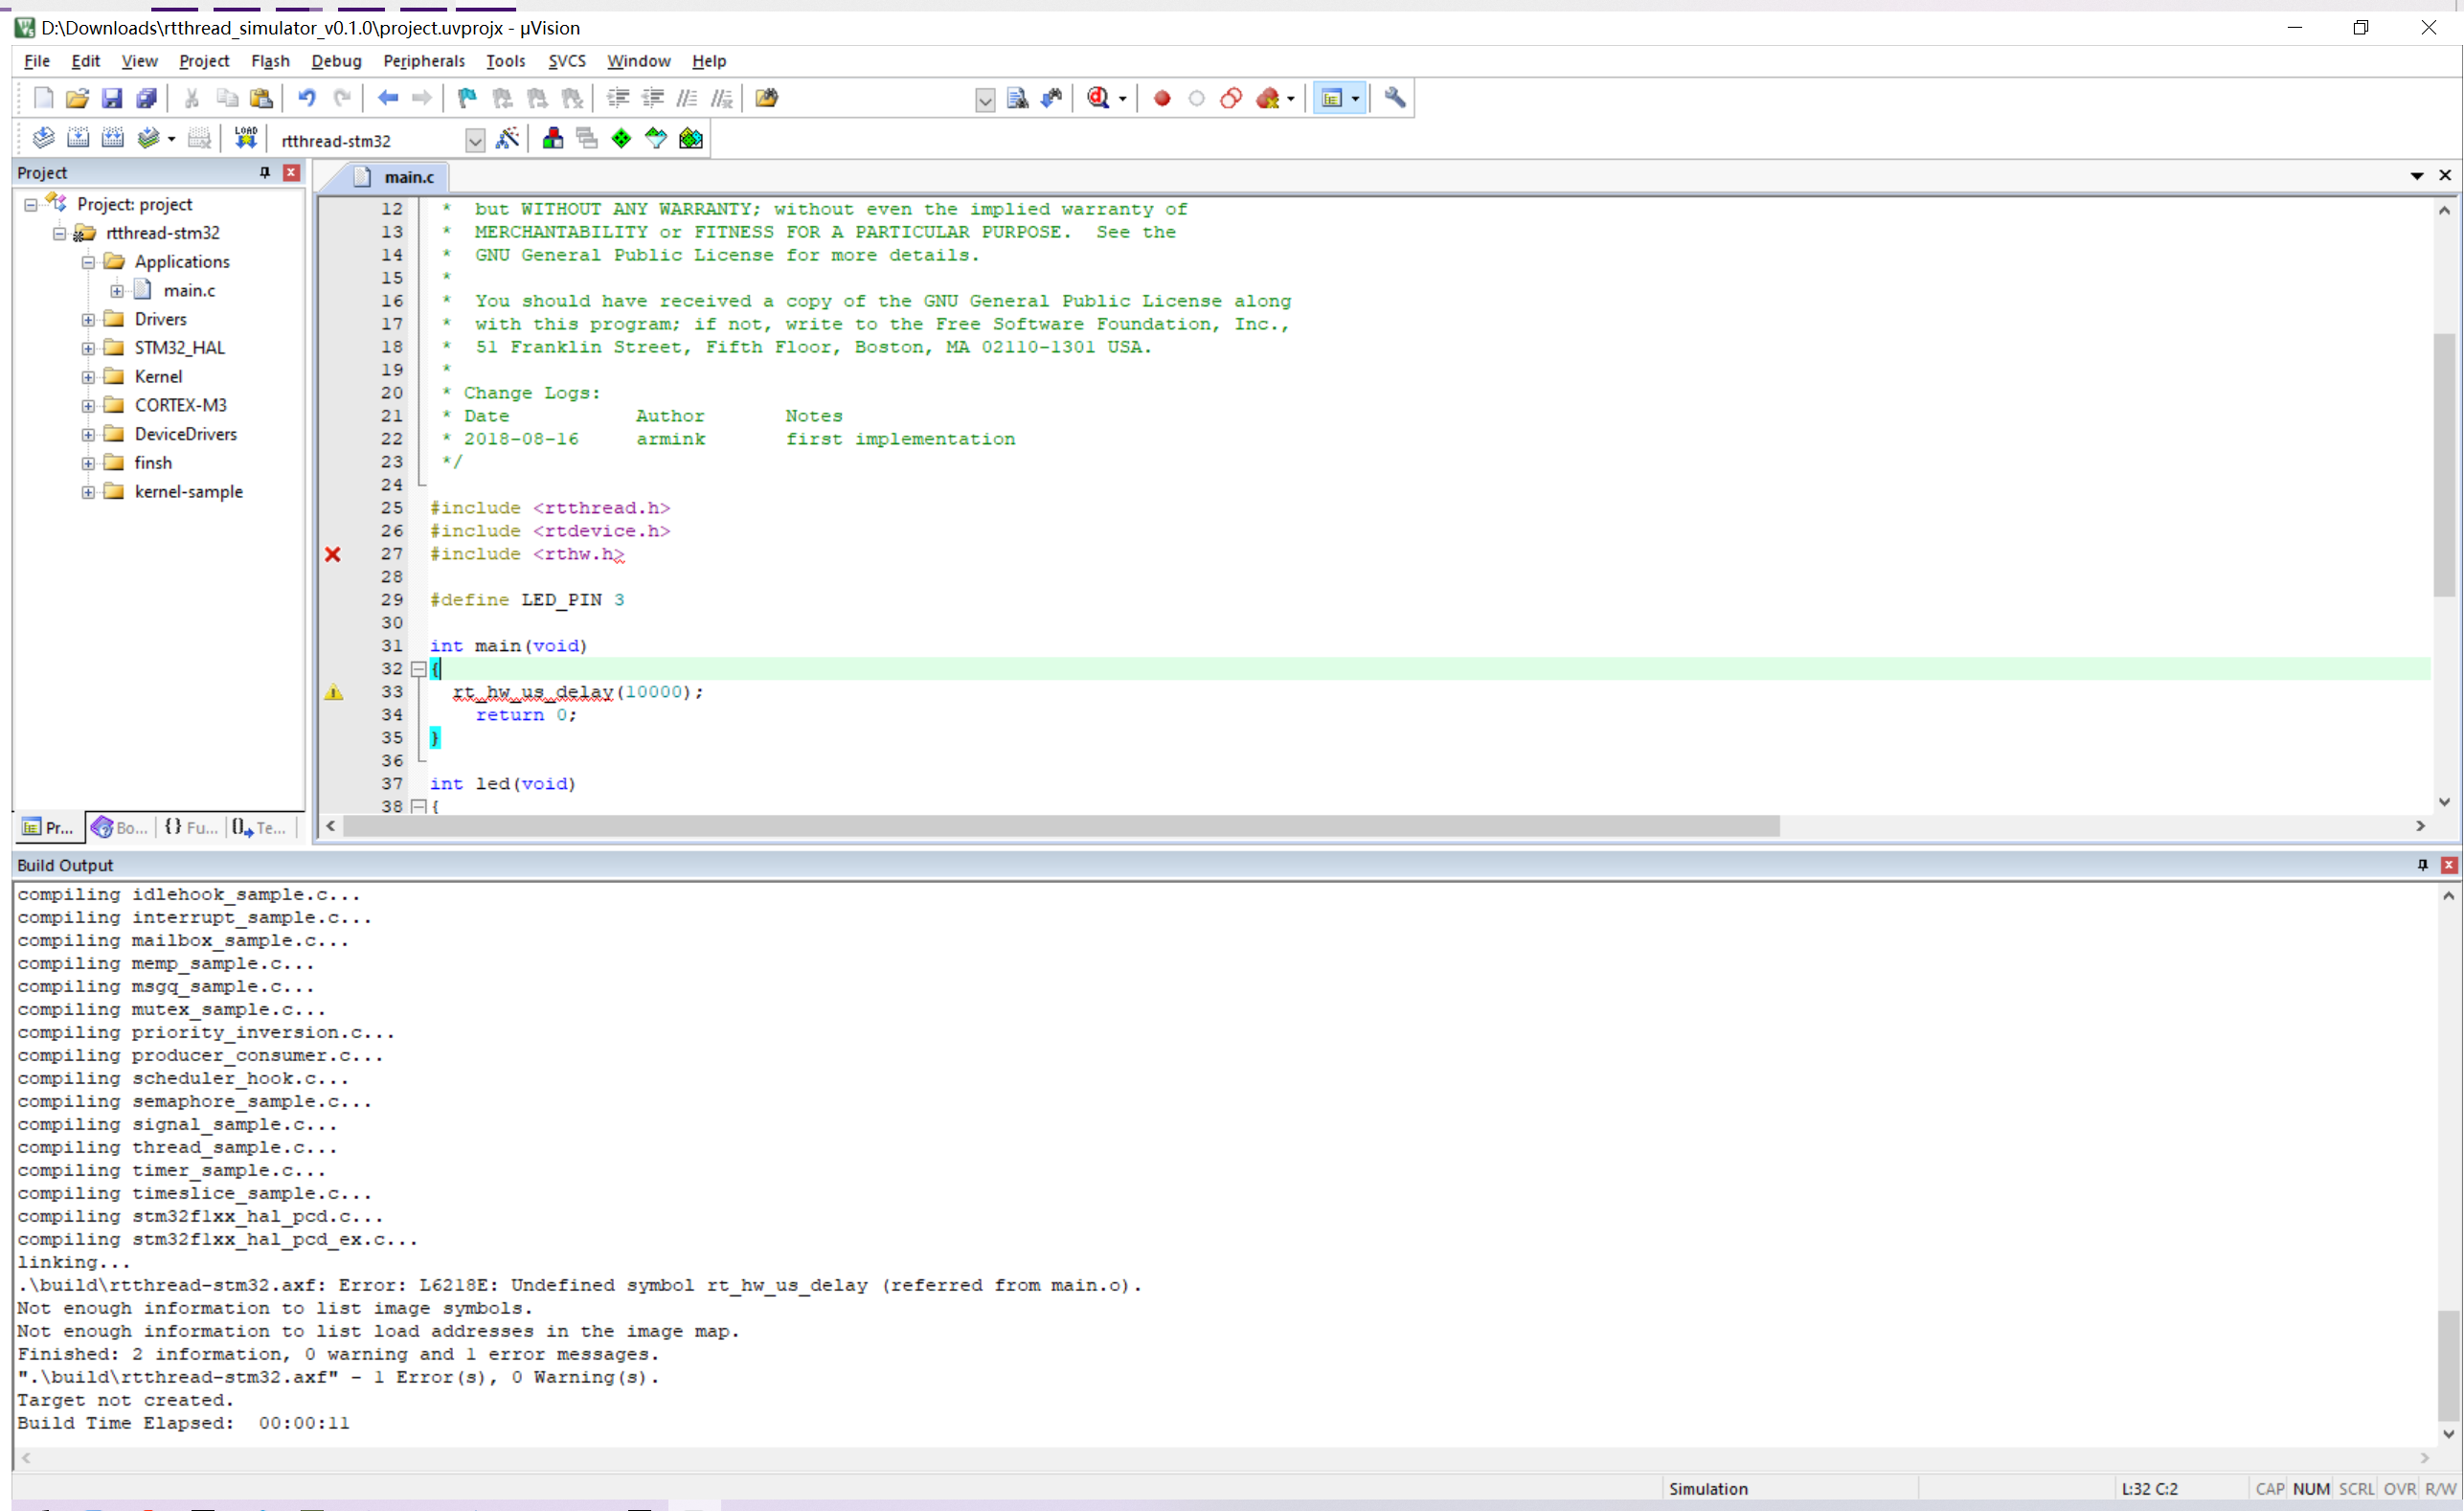 D:\Downloads\rtthread_simulator_v0.1.0\project.uvprojx - µVision
File Edit View Project Flash Debug Peripherals Tools SVCS Window Help
LOAD rtthread-stm32
Project
Project: project
rtthread-stm32
Applications
main.c
Drivers
STM32_HAL
Kernel
CORTEX-M3
DeviceDrivers
finsh
kernel-sample
Pr... Bo... {} Fu... Te...
main.c
12 * but WITHOUT ANY WARRANTY; without even the implied warranty of
13 * MERCHANTABILITY or FITNESS FOR A PARTICULAR PURPOSE.  See the
14 * GNU General Public License for more details.
15 *
16 * You should have received a copy of the GNU General Public License along
17 * with this program; if not, write to the Free Software Foundation, Inc.,
18 * 51 Franklin Street, Fifth Floor, Boston, MA 02110-1301 USA.
19 *
20 * Change Logs:
21 * Date Author Notes
22 * 2018-08-16 armink first implementation
23 */
24
25 #include <rtthread.h>
26 #include <rtdevice.h>
27 #include <rthw.h>
28
29 #define LED_PIN 3
30
31 int main(void)
32 {
33 rt_hw_us_delay(10000);
34 return 0;
35 }
36
37 int led(void)
38 {
Build Output
compiling idlehook_sample.c...
compiling interrupt_sample.c...
compiling mailbox_sample.c...
compiling memp_sample.c...
compiling msgq_sample.c...
compiling mutex_sample.c...
compiling priority_inversion.c...
compiling producer_consumer.c...
compiling scheduler_hook.c...
compiling semaphore_sample.c...
compiling signal_sample.c...
compiling thread_sample.c...
compiling timer_sample.c...
compiling timeslice_sample.c...
compiling stm32f1xx_hal_pcd.c...
compiling stm32f1xx_hal_pcd_ex.c...
linking...
.\build\rtthread-stm32.axf: Error: L6218E: Undefined symbol rt_hw_us_delay (referred from main.o).
Not enough information to list image symbols.
Not enough information to list load addresses in the image map.
Finished: 2 information, 0 warning and 1 error messages.
".\build\rtthread-stm32.axf" - 1 Error(s), 0 Warning(s).
Target not created.
Build Time Elapsed:  00:00:11
Simulation L:32 C:2 CAP NUM SCRL OVR R/W